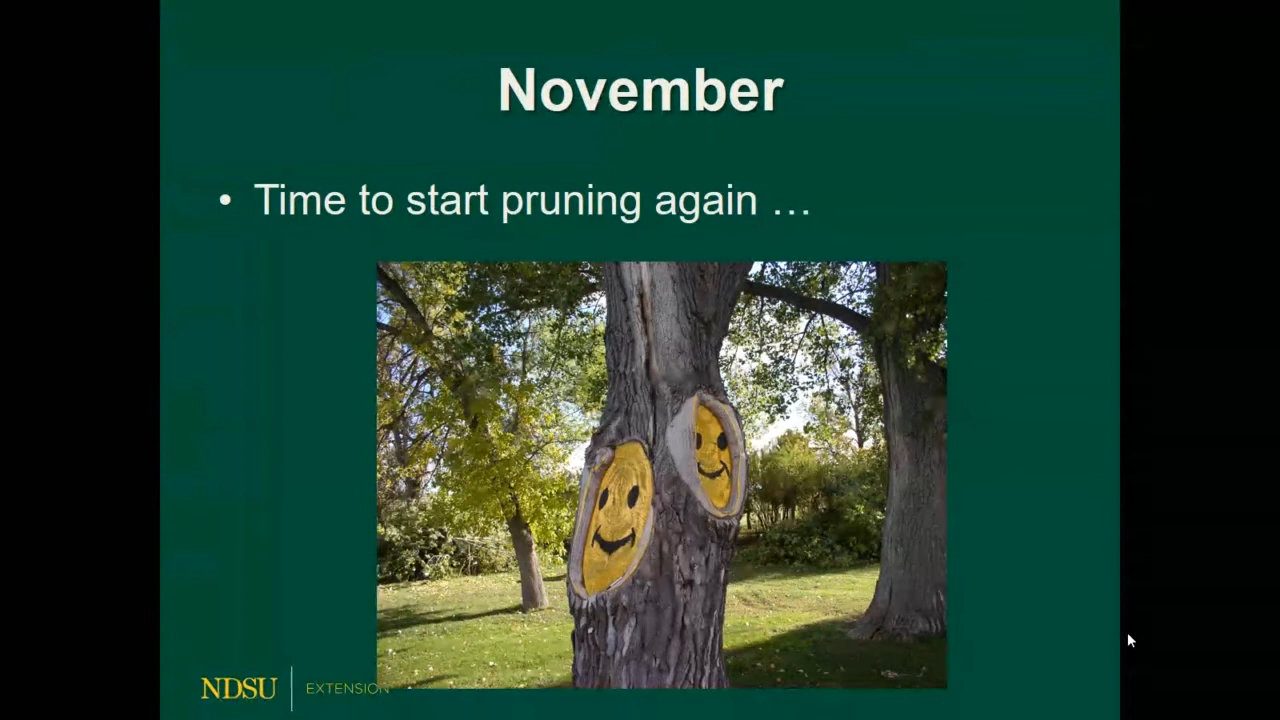 November
• Time to start pruning again …
NDSU EXTENSION